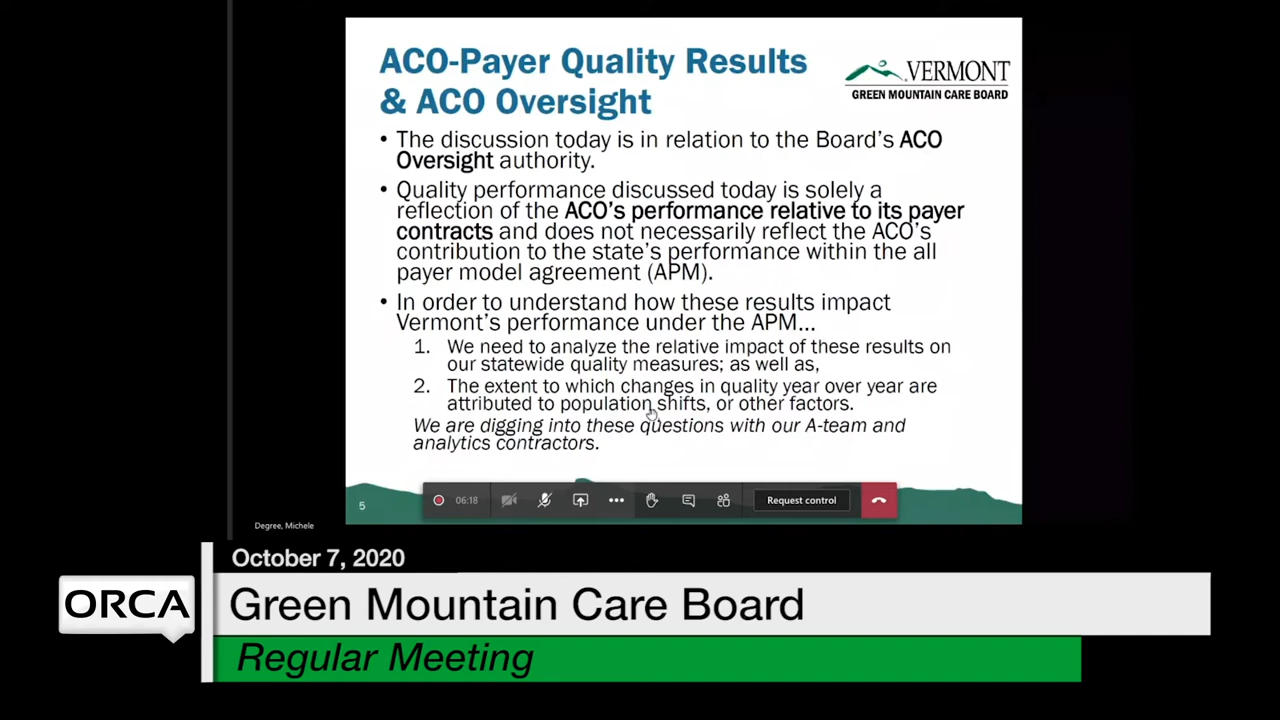 ACO-Payer Quality Results
& ACO Oversight
VERMONT
GREEN MOUNTAIN CARE BOARD
• The discussion today is in relation to the Board's ACO
Oversight authority.
• Quality performance discussed today is solely a
reflection of the ACO's performance relative to its payer
contracts and does not necessarily reflect the ACO's
contribution to the state's performance within the all
payer model agreement (APM).
• In order to understand how these results impact
Vermont's performance under the APM...
1. We need to analyze the relative impact of these results on
our statewide quality measures; as well as,
2. The extent to which changes in quality year over year are
attributed to population shifts, or other factors.
We are digging into these questions with our A-team and
analytics contractors.
5
06:18
Request control
Degree, Michele
October 7, 2020
ORCA
Green Mountain Care Board
Regular Meeting